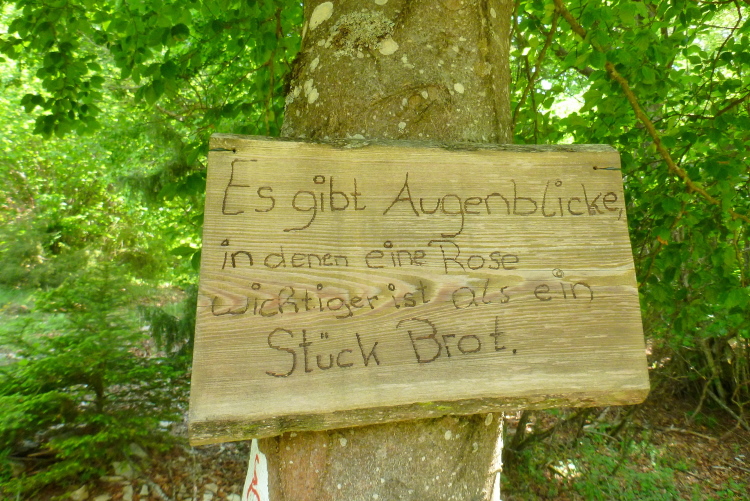 Es gibt Augenblicke,
in denen eine Rose
wichtiger ist als ein
Stück Brot.